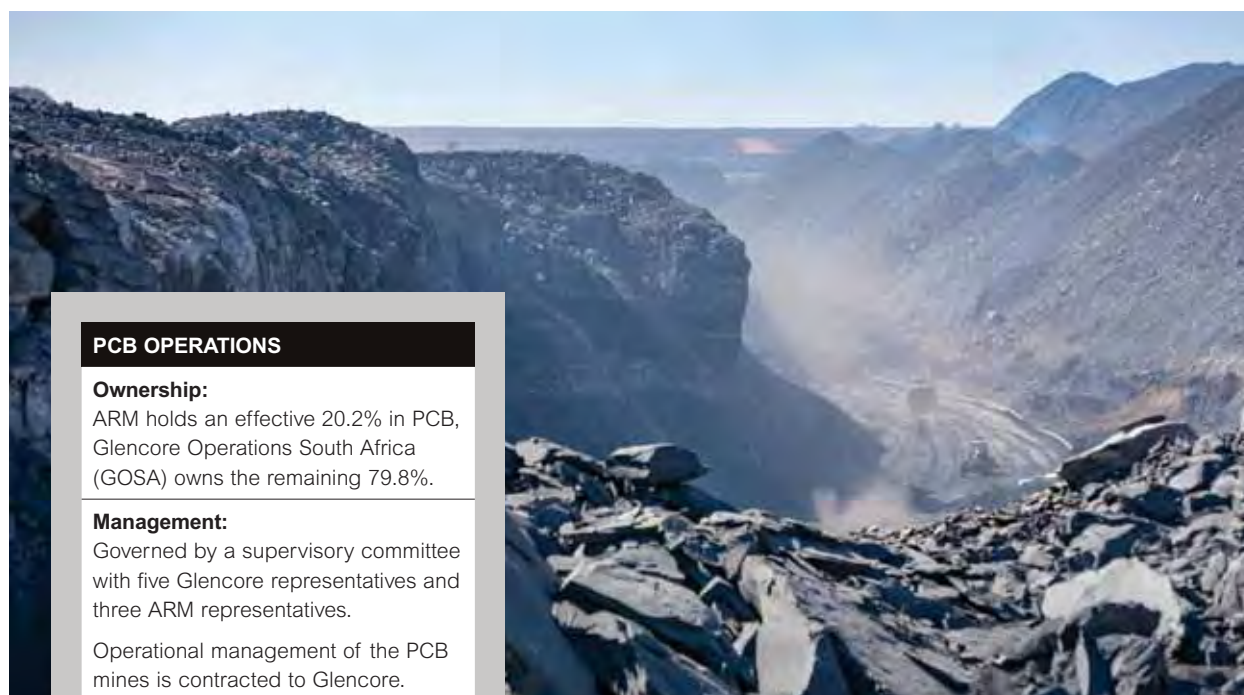 PCB OPERATIONS
Ownership:
ARM holds an effective 20.2% in PCB,
Glencore Operations South Africa
(GOSA) owns the remaining 79.8%.
Management:
Governed by a supervisory committee
with five Glencore representatives and
three ARM representatives.
Operational management of the PCB
mines is contracted to Glencore.